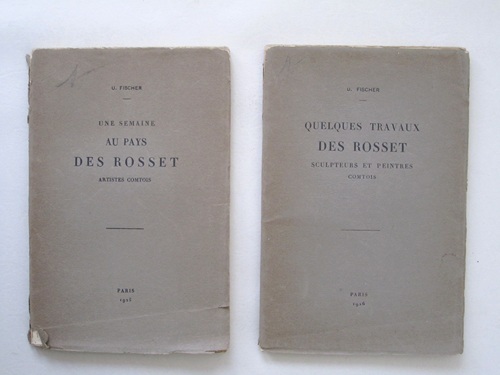 U. FISCHER
UNE SEMAINE
AU PAYS
DES ROSSET
ARTISTES COMTOIS
PARIS
U. FISCHER
QUELQUES TRAVAUX
DES ROSSET
SCULPTEURS ET PEINTRES
COMTOIS
PARIS